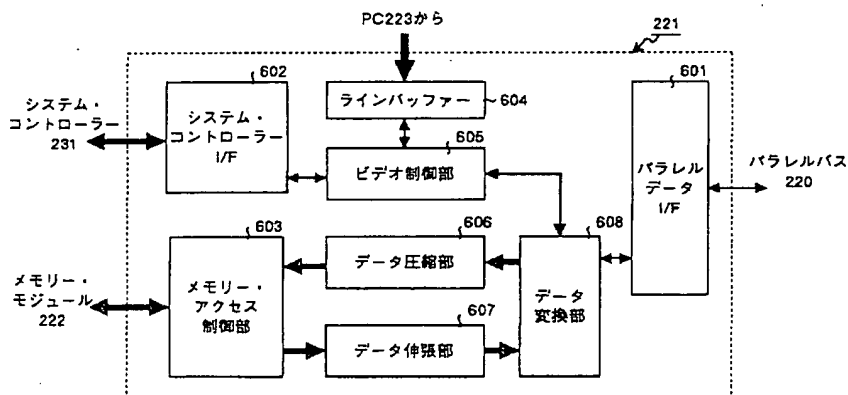 PC223から
221
602
システム・
コントローラー
I/F
ラインバッファー
604
601
システム・
コントローラー
231
605
ビデオ制御部
パラレル
データ
I/F
パラレルバス
220
603
メモリー・
アクセス
制御部
606
データ圧縮部
608
データ
変換部
メモリー・
モジュール
222
607
データ伸張部